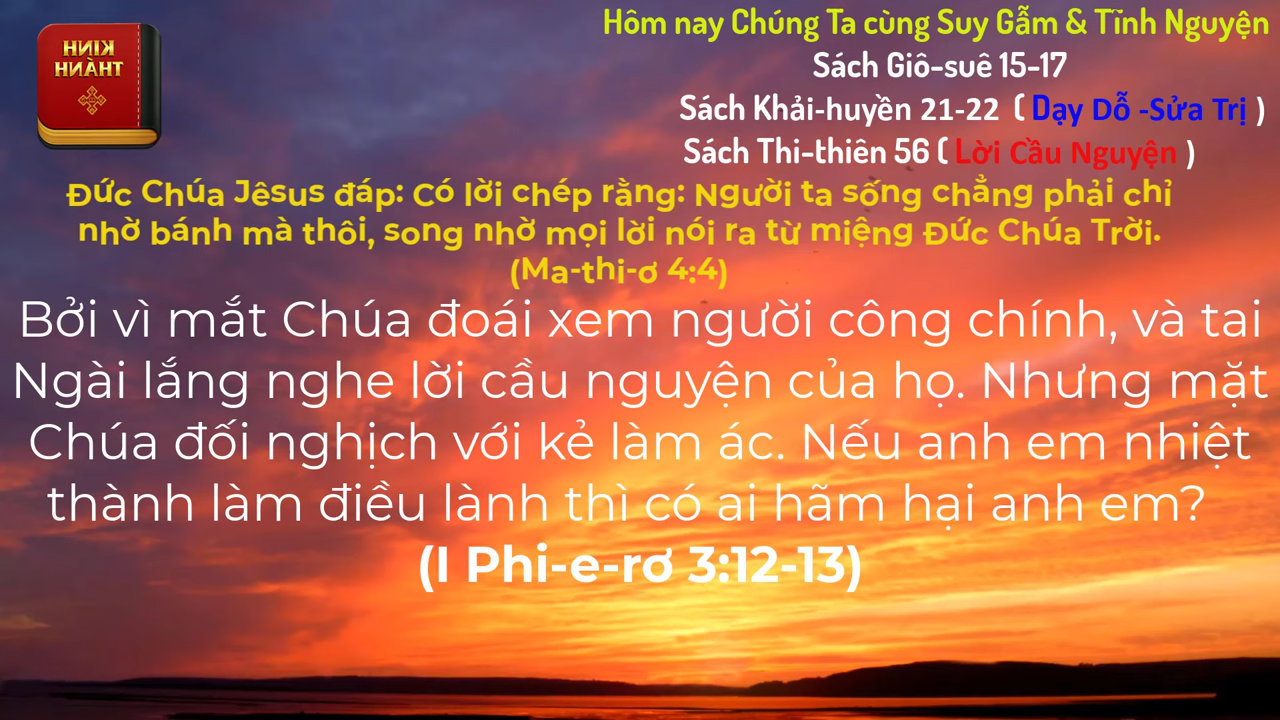 KINH
THÁNH
Hôm nay Chúng Ta cùng Suy Gẫm & Tĩnh Nguyện
Sách Giô-suê 15-17
Sách Khải-huyền 21-22 ( Dạy Dỗ -Sửa Trị )
Sách Thi-thiên 56 ( Lời Cầu Nguyện )
Đức Chúa Jêsus đáp: Có lời chép rằng: Người ta sống chẳng phải chỉ
nhờ bánh mà thôi, song nhờ mọi lời nói ra từ miệng Đức Chúa Trời.
(Ma-thi-ơ 4:4)
Bởi vì mắt Chúa đoái xem người công chính, và tai
Ngài lắng nghe lời cầu nguyện của họ. Nhưng mặt
Chúa đối nghịch với kẻ làm ác. Nếu anh em nhiệt
thành làm điều lành thì có ai hãm hại anh em?
(I Phi-e-rơ 3:12-13)